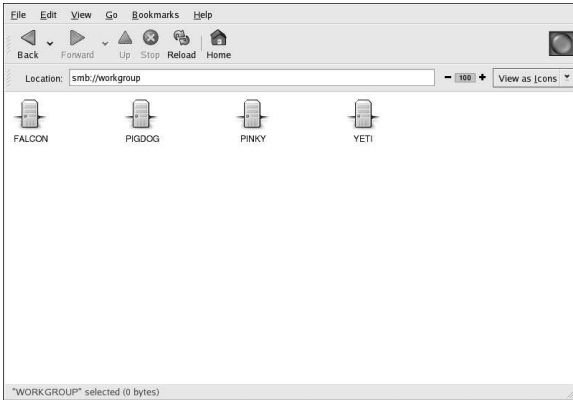 File Edit View Go Bookmarks Help
Back Forward Up Stop Reload Home
Location: smb://workgroup 100 View as Icons
FALCON PIGDOG PINKY YETI
"WORKGROUP" selected (0 bytes)